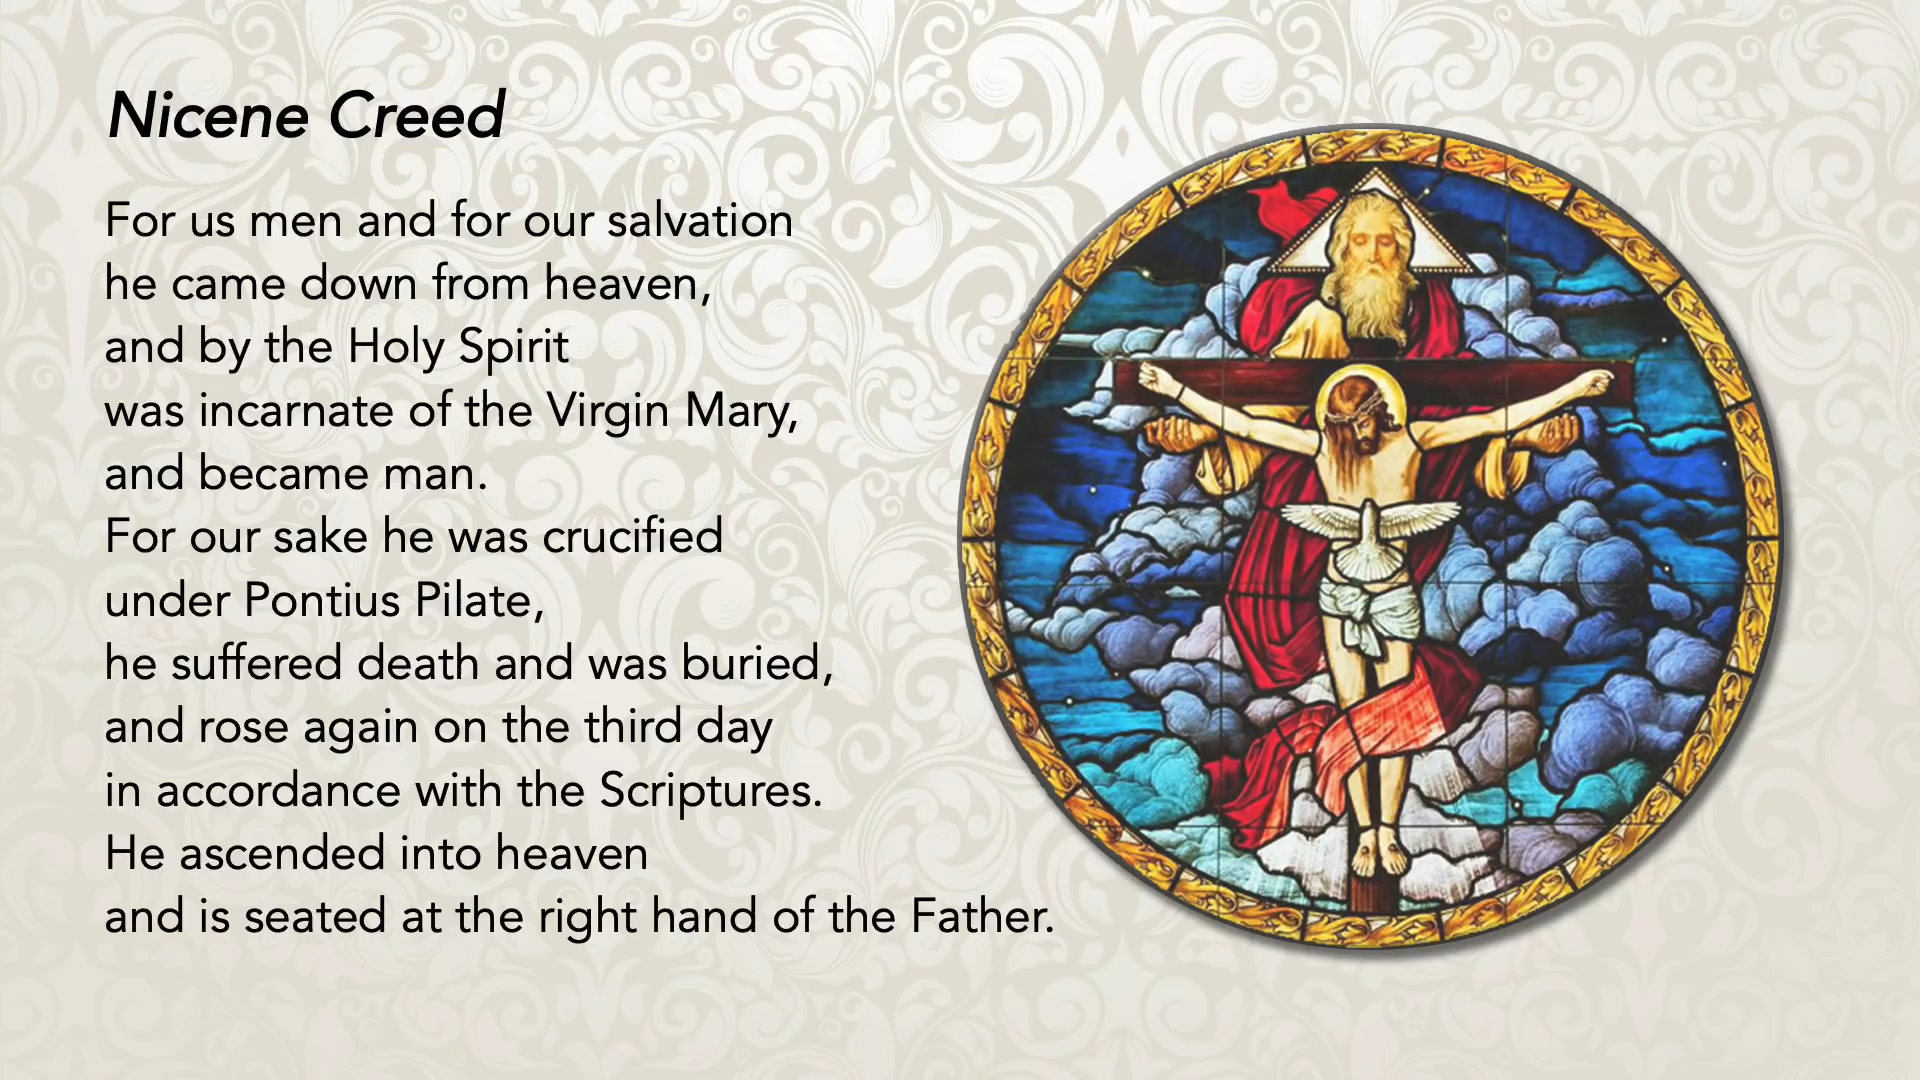 Nicene Creed
For us men and for our salvation
he came down from heaven,
and by the Holy Spirit
was incarnate of the Virgin Mary,
and became man.
For our sake he was crucified
under Pontius Pilate,
he suffered death and was buried,
and rose again on the third day
in accordance with the Scriptures.
He ascended into heaven
and is seated at the right hand of the Father.